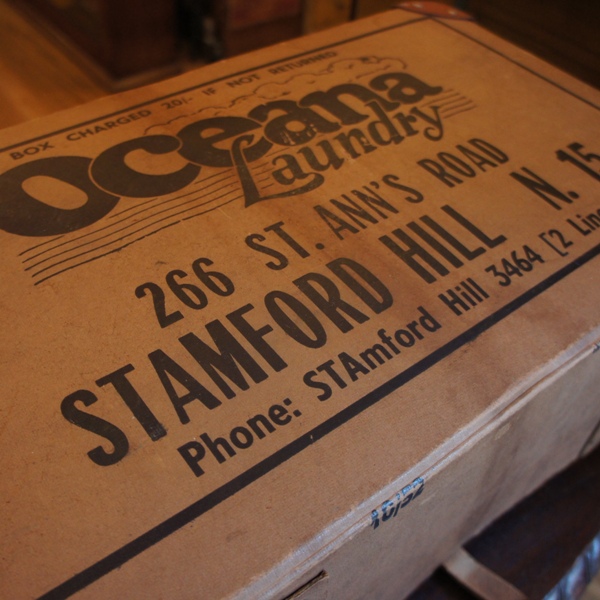 BOX CHARGED 20/- IF NOT RETURNED
Oceana
Laundry
266 ST. ANN'S ROAD
STAMFORD HILL N. 15
Phone: STAmford Hill 3464 [2 Lin
10/52